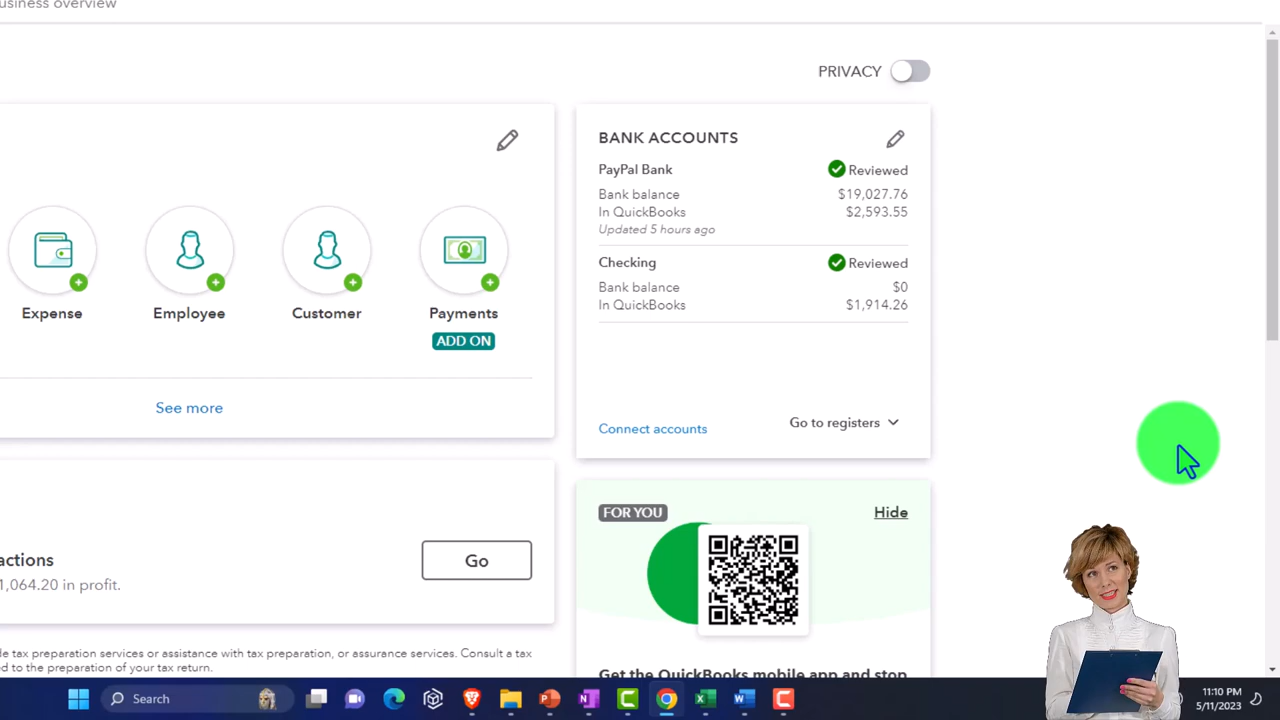 usiness overview
PRIVACY
BANK ACCOUNTS
PayPal Bank
Reviewed
Bank balance
$19,027.76
In QuickBooks
$2,593.55
Updated 5 hours ago
Checking
Reviewed
Bank balance
$0
In QuickBooks
$1,914.26
Connect accounts
Go to registers
Expense
Employee
Customer
Payments
ADD ON
See more
actions
1,064.20 in profit.
Go
de tax preparation services or assistance with tax preparation, or assurance services. Consult a tax
ed to the preparation of your tax return.
FOR YOU
Hide
Get the QuickBooks mobile app and stop
Search
11:10 PM
5/11/2023